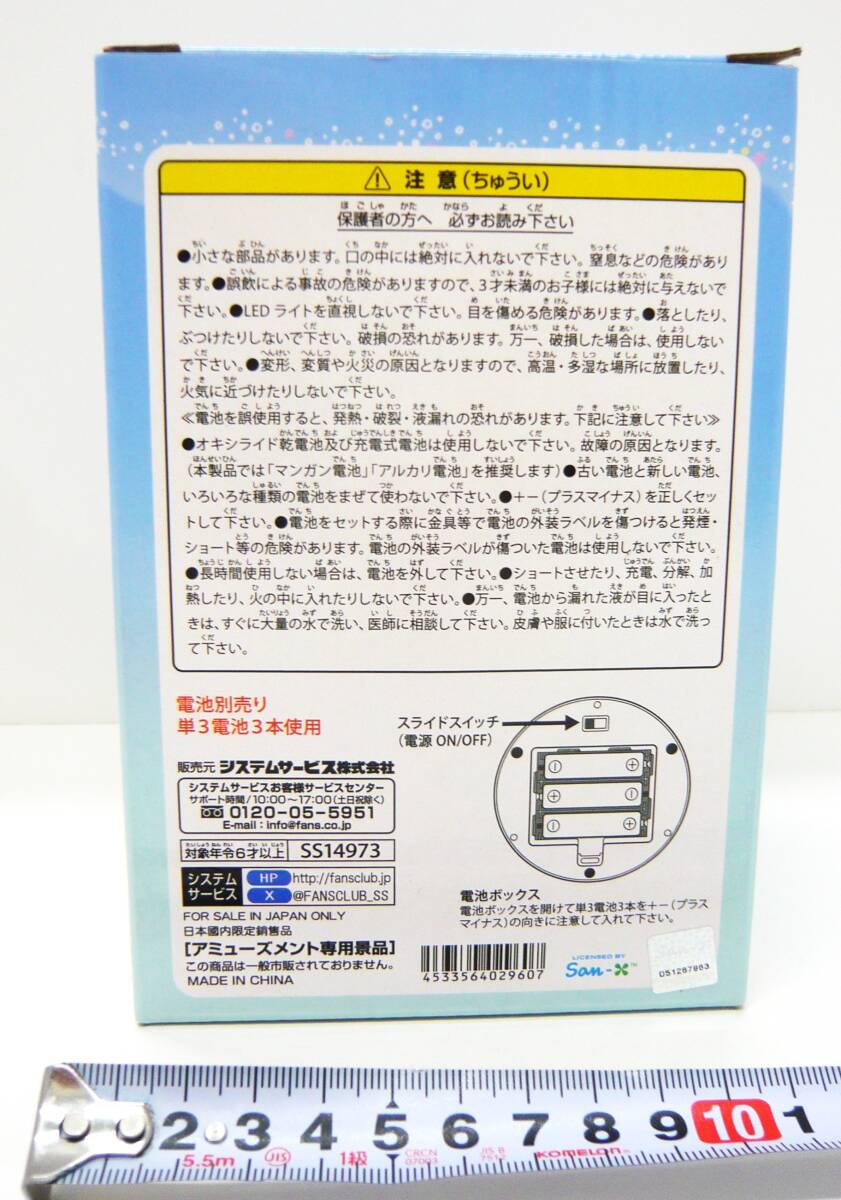 注意(ちゅうい)
保護者の方へ 必ずお読み下さい
●小さな部品があります。口の中には絶対に入れないで下さい。窒息などの危険があり
ます。●誤飲による事故の危険がありますので、3才未満のお子様には絶対に与えないで
下さい。●LEDライトを直視しないで下さい。目を傷める危険があります。●落としたり、
ぶつけたりしないで下さい。破損の恐れがあります。万一、破損した場合は、使用しない
で下さい。●変形、変質や火災の原因となりますので、高温・多湿な場所に放置したり、
火気に近づけたりしないで下さい。
≪電池を誤使用すると、発熱・破裂・液漏れの恐れがあります。下記に注意して下さい≫
●オキシライド乾電池及び充電式電池は使用しないで下さい。故障の原因となります。
(本製品では「マンガン電池」「アルカリ電池」を推奨します)●古い電池と新しい電池、
いろいろな種類の電池をまぜて使わないで下さい。●+-(プラスマイナス)を正しくセッ
トして下さい。●電池をセットする際に金具等で電池の外装ラベルを傷つけると発煙・
ショート等の危険があります。電池の外装ラベルが傷ついた電池は使用しないで下さい。
●長時間使用しない場合は、電池を外して下さい。●ショートさせたり、充電、分解、加
熱したり、火の中に入れたりしないで下さい。●万一、電池から漏れた液が目に入ったと
きは、すぐに大量の水で洗い、医師に相談して下さい。皮膚や服に付いたときは水で洗っ
て下さい。
電池別売り
単3電池3本使用
スライドスイッチ
(電源 ON/OFF)
販売元 システムサービス株式会社
システムサービスお客様サービスセンター
サポート時間/10:00~17:00(土日祝除く)
0120-05-5951
E-mail:info@fans.co.jp
対象年令6才以上 SS14973
システムサービス HP http://fansclub.jp
X @FANSCLUB_SS
FOR SALE IN JAPAN ONLY
日本國内限定銷售品
[アミューズメント専用景品]
この商品は一般市販されておりません。
MADE IN CHINA
電池ボックス
電池ボックスを開けて単3電池3本を+-(プラス
マイナス)の向きに注意して入れて下さい。
4533564029607
LICENSED BY
San-X™
D51287883
2 3 4 5 6 7 8 9 10 1
5.5m JIS 1級 CRCN 07003 JIS B 7512 KOMELON